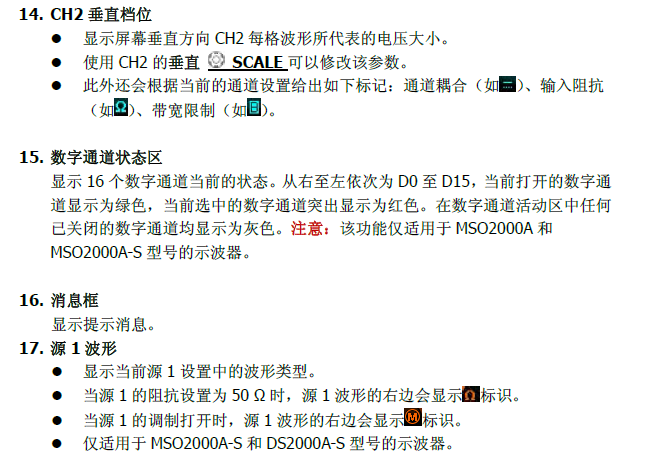 14. CH2 垂直档位
● 显示屏幕垂直方向 CH2 每格波形所代表的电压大小。
● 使用 CH2 的垂直 SCALE 可以修改该参数。
● 此外还会根据当前的通道设置给出如下标记：通道耦合（如）、输入阻抗
（如Ω）、带宽限制（如B）。
15. 数字通道状态区
显示 16 个数字通道当前的状态。从右至左依次为 D0 至 D15，当前打开的数字通
道显示为绿色，当前选中的数字通道突出显示为红色。在数字通道活动区中任何
已关闭的数字通道均显示为灰色。注意：该功能仅适用于 MSO2000A 和
MSO2000A-S 型号的示波器。
16. 消息框
显示提示消息。
17. 源 1 波形
● 显示当前源 1 设置中的波形类型。
● 当源 1 的阻抗设置为 50 Ω 时，源 1 波形的右边会显示Ω标识。
● 当源 1 的调制打开时，源 1 波形的右边会显示M标识。
● 仅适用于 MSO2000A-S 和 DS2000A-S 型号的示波器。